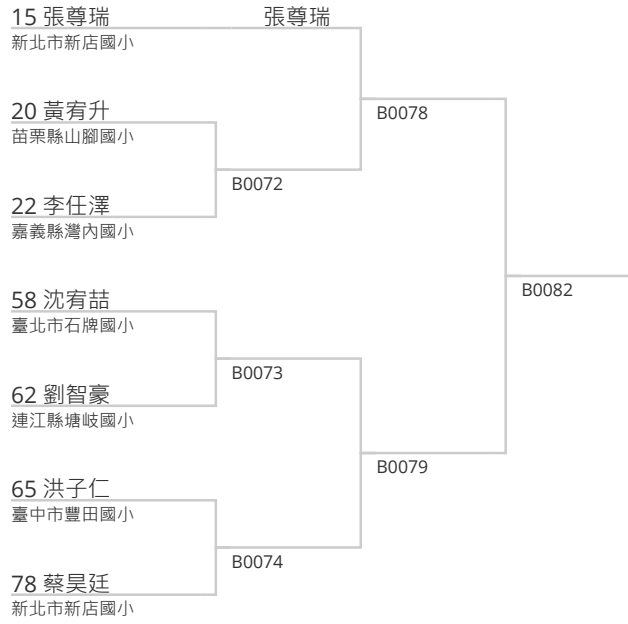 15 張尊瑞
張尊瑞
新北市新店國小
B0078
20 黃宥升
苗栗縣山腳國小
B0072
22 李任澤
嘉義縣灣內國小
B0082
58 沈宥喆
臺北市石牌國小
B0073
62 劉智豪
連江縣塘岐國小
B0079
65 洪子仁
臺中市豐田國小
B0074
78 蔡昊廷
新北市新店國小